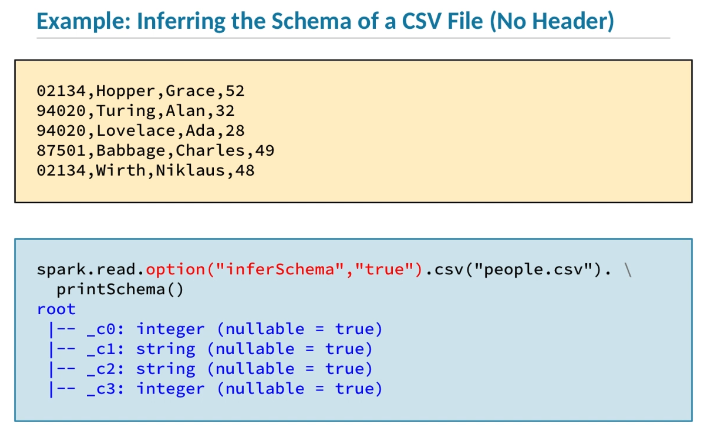 Example: Inferring the Schema of a CSV File (No Header)
02134,Hopper,Grace,52
94020,Turing,Alan,32
94020,Lovelace,Ada,28
87501,Babbage,Charles,49
02134,Wirth,Niklaus,48
spark.read.option("inferSchema","true").csv("people.csv"). \
  printSchema()
root
 |-- _c0: integer (nullable = true)
 |-- _c1: string (nullable = true)
 |-- _c2: string (nullable = true)
 |-- _c3: integer (nullable = true)